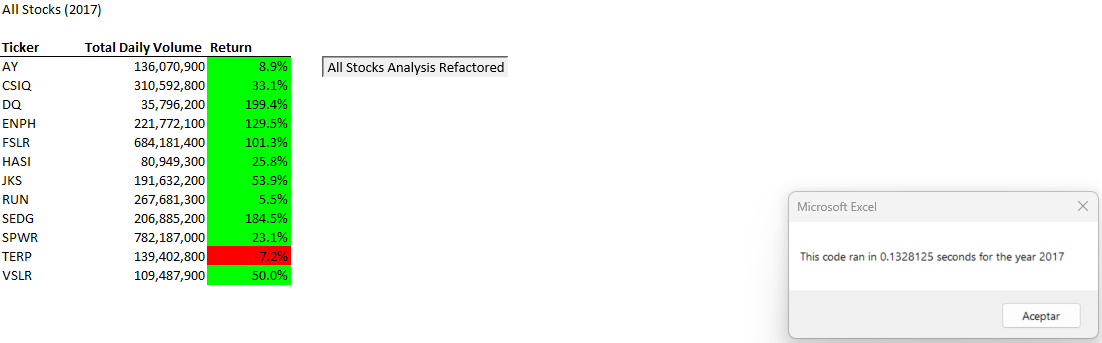 All Stocks (2017)
Ticker Total Daily Volume Return
AY 136,070,900 8.9%
All Stocks Analysis Refactored
CSIQ 310,592,800 33.1%
DQ 35,796,200 199.4%
ENPH 221,772,100 129.5%
FSLR 684,181,400 101.3%
HASI 80,949,300 25.8%
JKS 191,632,200 53.9%
RUN 267,681,300 5.5%
SEDG 206,885,200 184.5%
SPWR 782,187,000 23.1%
TERP 139,402,800 -7.2%
VSLR 109,487,900 50.0%
Microsoft Excel
This code ran in 0.1328125 seconds for the year 2017
Aceptar